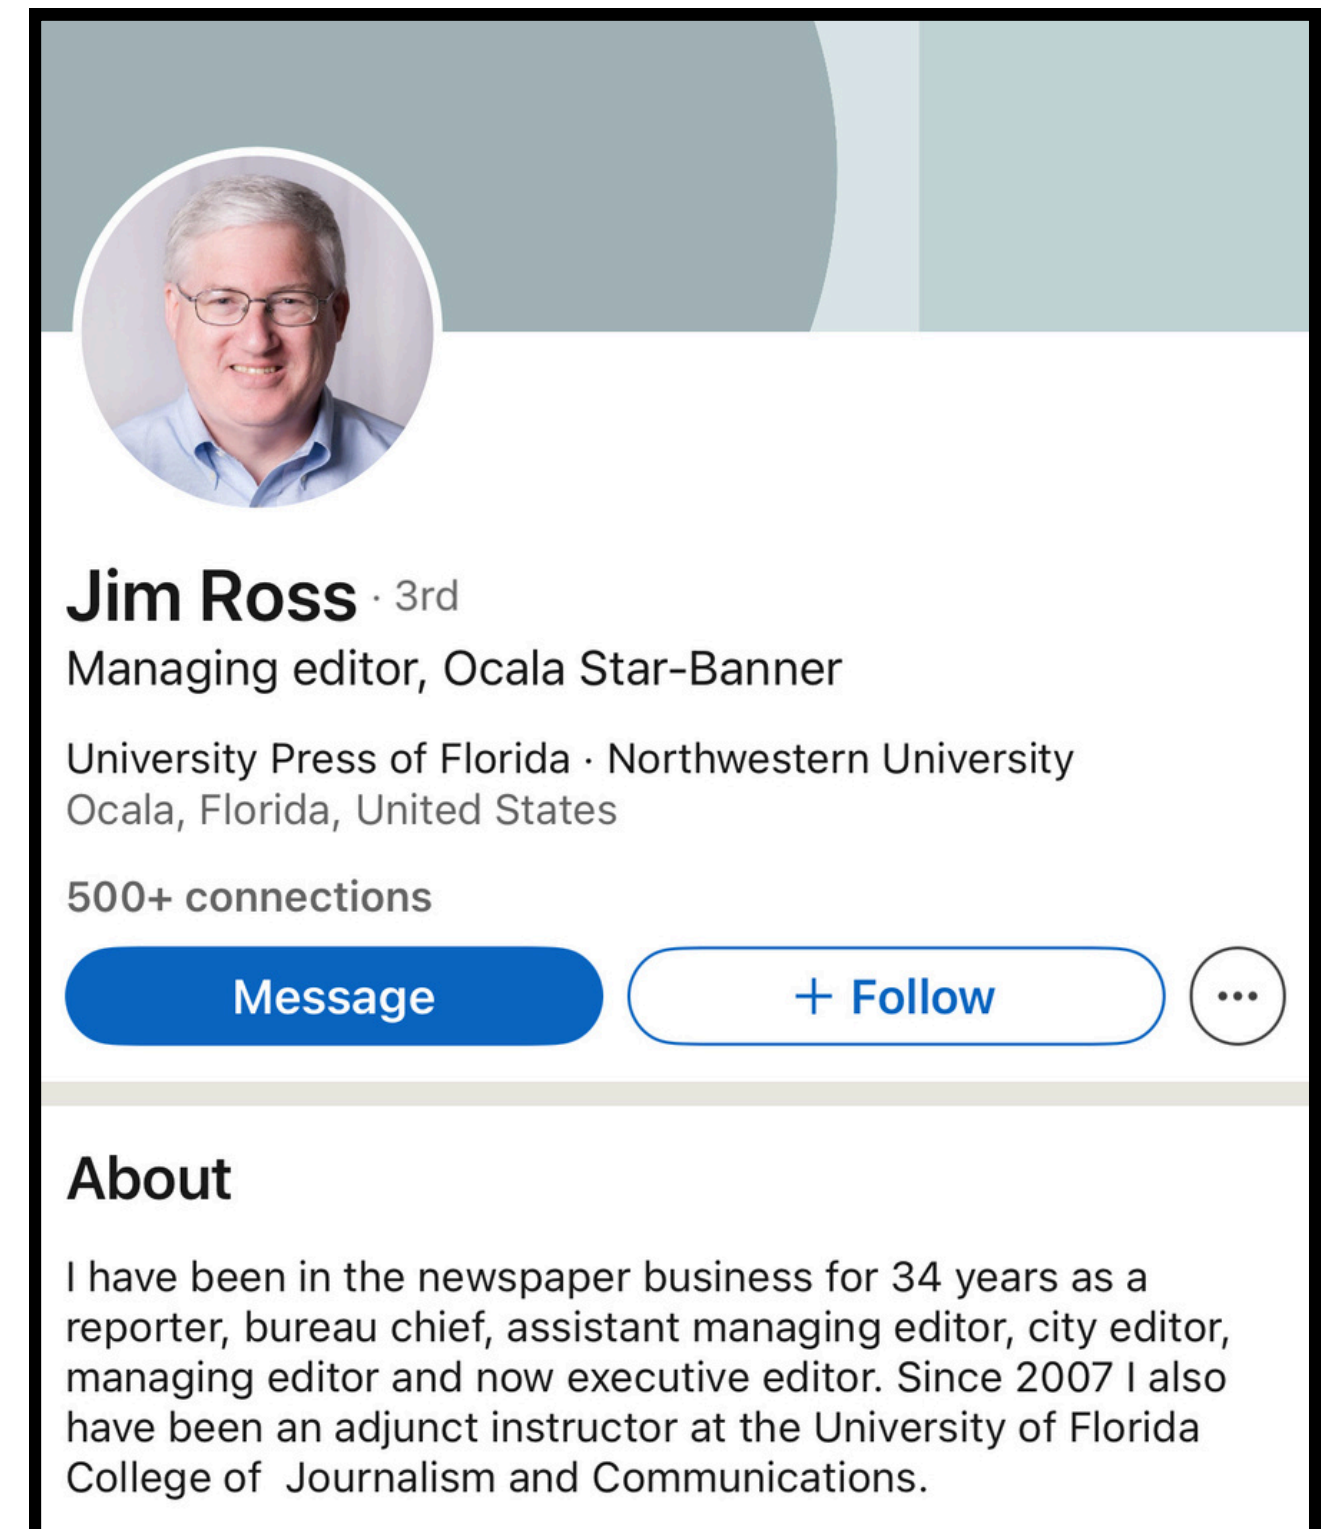 Jim Ross · 3rd
Managing editor, Ocala Star-Banner
University Press of Florida · Northwestern University
Ocala, Florida, United States
500+ connections
Message
+ Follow
...
About
I have been in the newspaper business for 34 years as a
reporter, bureau chief, assistant managing editor, city editor,
managing editor and now executive editor. Since 2007 I also
have been an adjunct instructor at the University of Florida
College of  Journalism and Communications.